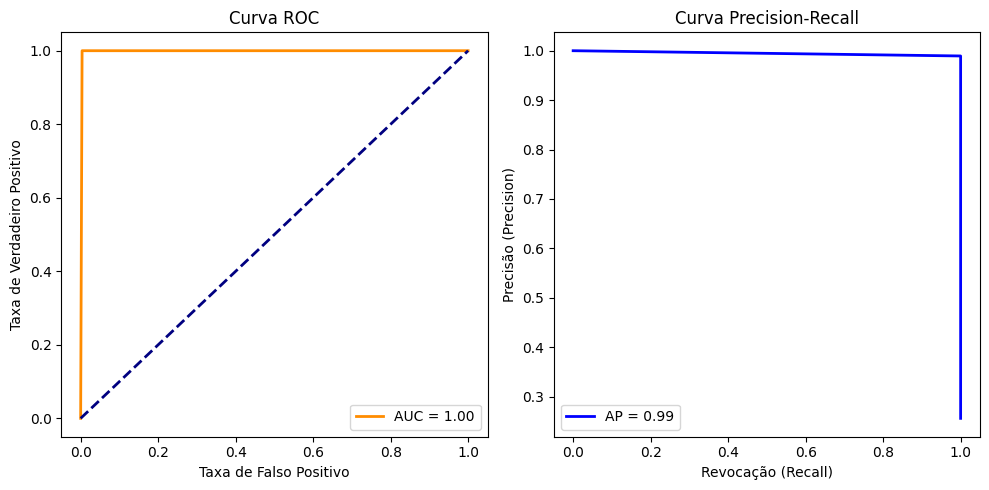 Curva ROC
Taxa de Verdadeiro Positivo
1.0
0.8
0.6
0.4
0.2
0.0
0.0 0.2 0.4 0.6 0.8 1.0
Taxa de Falso Positivo
AUC = 1.00
Curva Precision-Recall
Precisão (Precision)
1.0
0.9
0.8
0.7
0.6
0.5
0.4
0.3
0.0 0.2 0.4 0.6 0.8 1.0
Revocação (Recall)
AP = 0.99